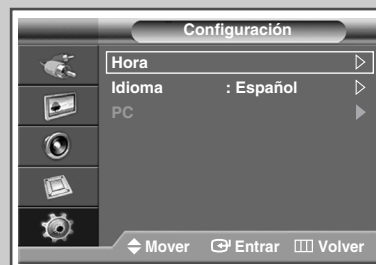 Configuración
Hora
Idioma : Español
PC
Mover Entrar Volver